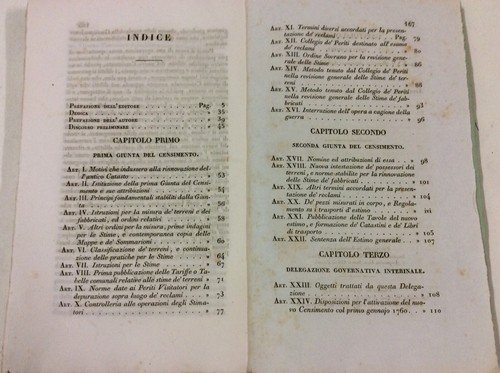 INDICE
PREFAZIONE DELL'EDITORE Pag. 5
DEDICA » 35
PREFAZIONE DELL'AUTORE » 39
DISCORSO PRELIMINARE » 45
CAPITOLO PRIMO
PRIMA GIUNTA DEL CENSIMENTO.
ART. I. Motivi che indussero alla rinnovazione del
l'antico Catasto » 53
ART. II. Istituzione della prima Giunta del Censi-
mento e sue attribuzioni » 54
ART. III. Principj fondamentali stabiliti dalla Giun-
ta » 56
ART. IV. Istruzioni per la misura de' terreni e dei
fabbricati, ed ordini relativi » 58
ART. V. Altri ordini per la misura, prime indagini
per lo Stimo, e contemporanea copia delle
Mappe e de' Sommarioni » 60
ART. VI. Classificazione de' terreni, e continua-
zione delle pratiche per le Stime » 64
ART. VII. Istruzioni per le Stime » 67
ART. VIII. Prima pubblicazione delle Tariffe o Ta-
belle comunali relative alle stime de' terreni » 71
ART. IX. Norme date ai Periti Visitatori per la
depurazione sopra luogo de' reclami » 73
ART. X. Controlleria alle operazioni degli Stima-
tori » 77
167
ART. XI. Termini diversi accordati per la presen-
tazione de' reclami Pag. 79
ART. XII. Collegio de' Periti destinato all'esame
de' reclami » 80
ART. XIII. Ordine Sovrano per la revisione gene-
rale delle Stime » 86
ART. XIV. Metodo tenuto dal Collegio de' Periti
nella revisione generale delle Stime de' ter-
reni » 88
ART. XV. Metodo tenuto dal Collegio de' Periti
nella revisione generale delle Stime de' fab-
bricati » 93
ART. XVI. Interruzione dell'opera a cagione della
guerra » 96
CAPITOLO SECONDO
SECONDA GIUNTA DEL CENSIMENTO.
ART. XVII. Nomina ed attributi di essa » 98
ART. XVIII. Nuova intestazione de' possessori dei
terreni, e norme stabilite per la rinnovazione
delle Stime de' fabbricati » 101
ART. XIX. Altri termini accordati per la presen-
tazione de' reclami » 104
ART. XX. De' pezzi misurati in corpo, e Regola-
mento su i trasporti d'estimo » ivi
ART. XXI. Pubblicazione delle Tavole del nuovo
estimo, e formazione de' Catastini e de' Libri
di trasporto » 105
ART. XXII. Sentenza dell'Estimo generale » 107
CAPITOLO TERZO
DELEGAZIONE GOVERNATIVA INTERINALE.
ART. XXIII. Oggetti trattati da questa Delega-
zione » 108
ART. XXIV. Disposizioni per l'attivazione del nuo-
vo Censimento col primo gennajo 1760 » 110